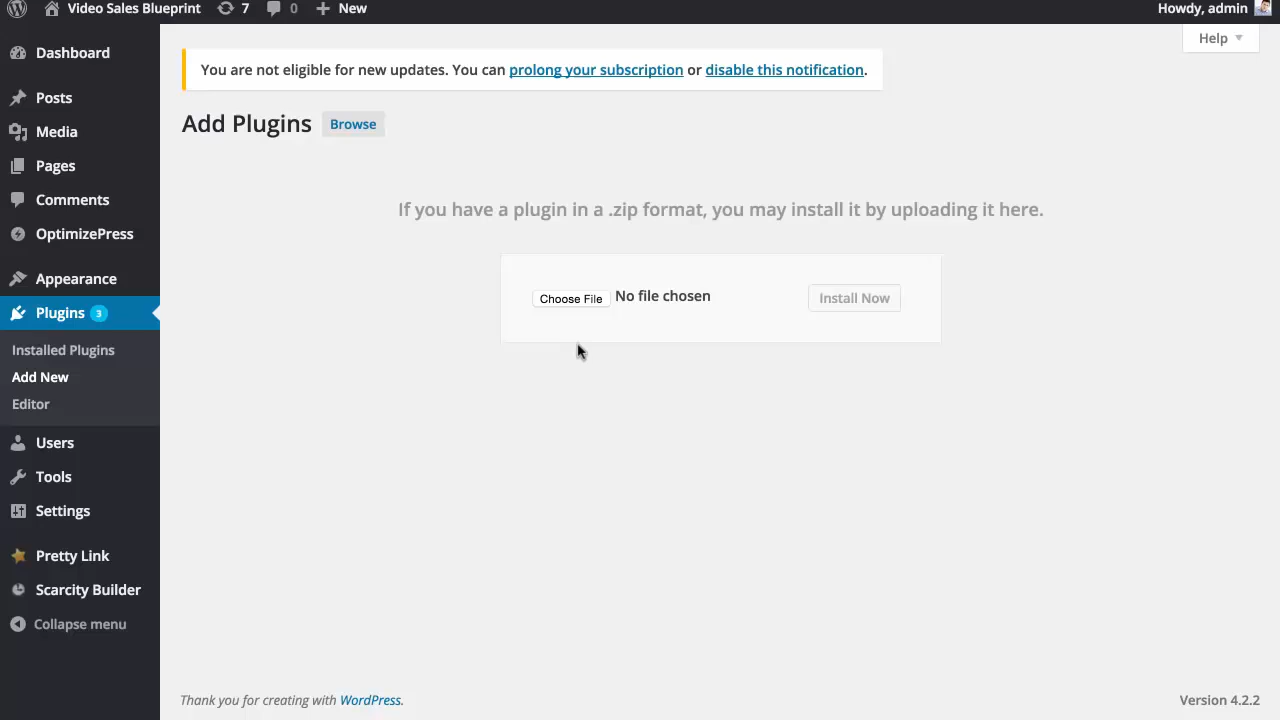 Video Sales Blueprint 7 0 New Howdy, admin
Help
You are not eligible for new updates. You can prolong your subscription or disable this notification.
Add Plugins Browse
If you have a plugin in a .zip format, you may install it by uploading it here.
Choose File No file chosen Install Now
Dashboard
Posts
Media
Pages
Comments
OptimizePress
Appearance
Plugins 3
Installed Plugins
Add New
Editor
Users
Tools
Settings
Pretty Link
Scarcity Builder
Collapse menu
Thank you for creating with WordPress. Version 4.2.2